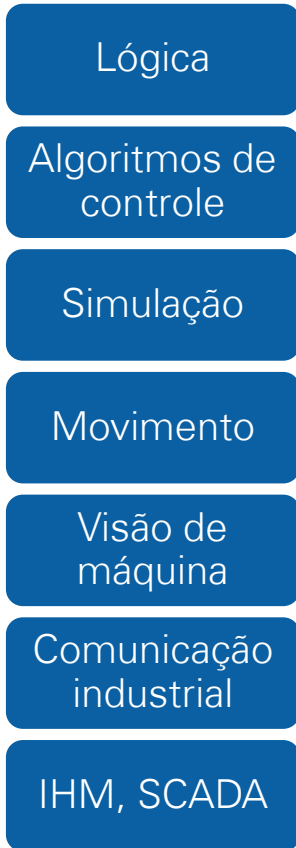 Lógica
Algoritmos de
controle
Simulação
Movimento
Visão de
máquina
Comunicação
industrial
IHM, SCADA